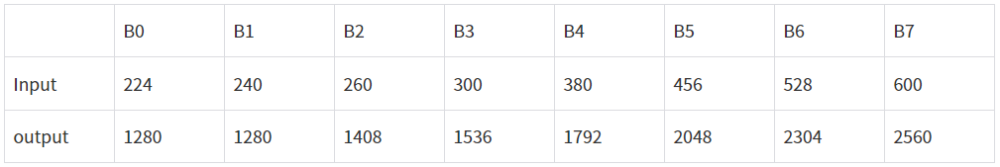 B0 B1 B2 B3 B4 B5 B6 B7
Input 224 240 260 300 380 456 528 600
output 1280 1280 1408 1536 1792 2048 2304 2560